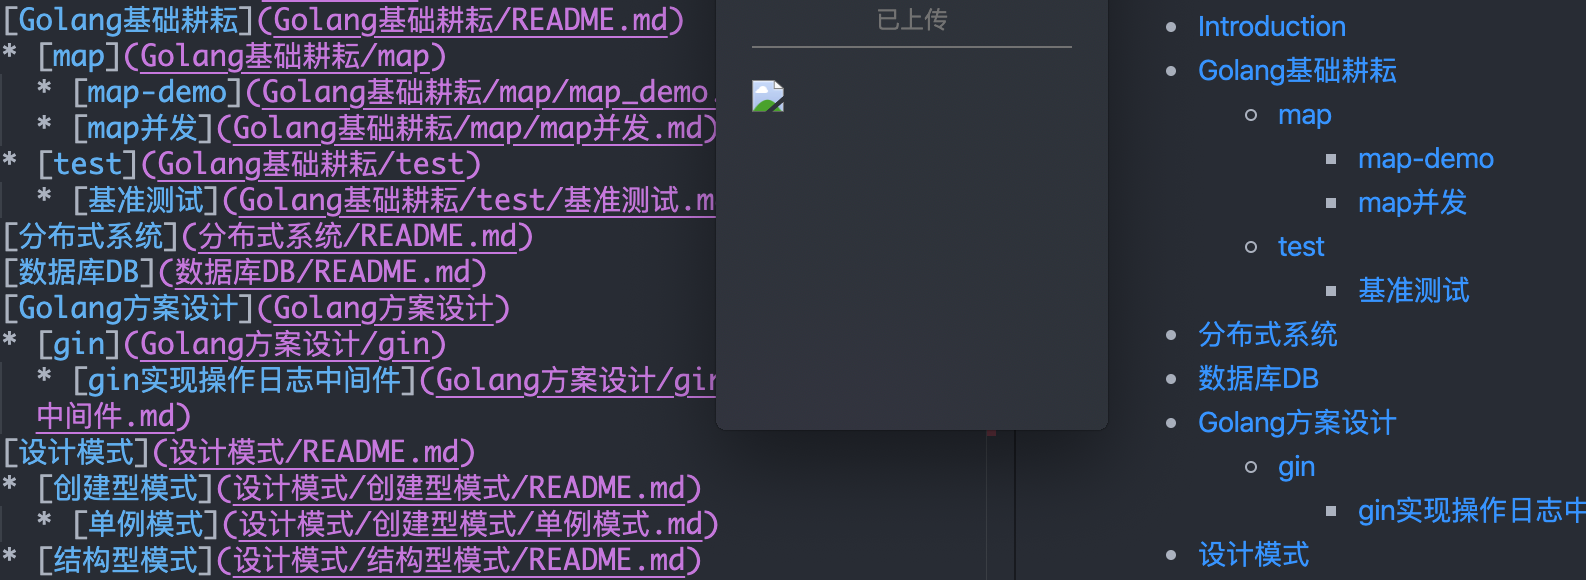 [Golang基础耕耘](Golang基础耕耘/README.md)
* [map](Golang基础耕耘/map)
* [map-demo](Golang基础耕耘/map/map_demo.
* [map并发](Golang基础耕耘/map/map并发.md)
* [test](Golang基础耕耘/test)
* [基准测试](Golang基础耕耘/test/基准测试.m
[分布式系统](分布式系统/README.md)
[数据库DB](数据库DB/README.md)
[Golang方案设计](Golang方案设计)
* [gin](Golang方案设计/gin)
* [gin实现操作日志中间件](Golang方案设计/gin
中间件.md)
[设计模式](设计模式/README.md)
* [创建型模式](设计模式/创建型模式/README.md)
* [单例模式](设计模式/创建型模式/单例模式.md)
* [结构型模式](设计模式/结构型模式/README.md)
已上传
Introduction
Golang基础耕耘
map
map-demo
map并发
test
基准测试
分布式系统
数据库DB
Golang方案设计
gin
gin实现操作日志中
设计模式